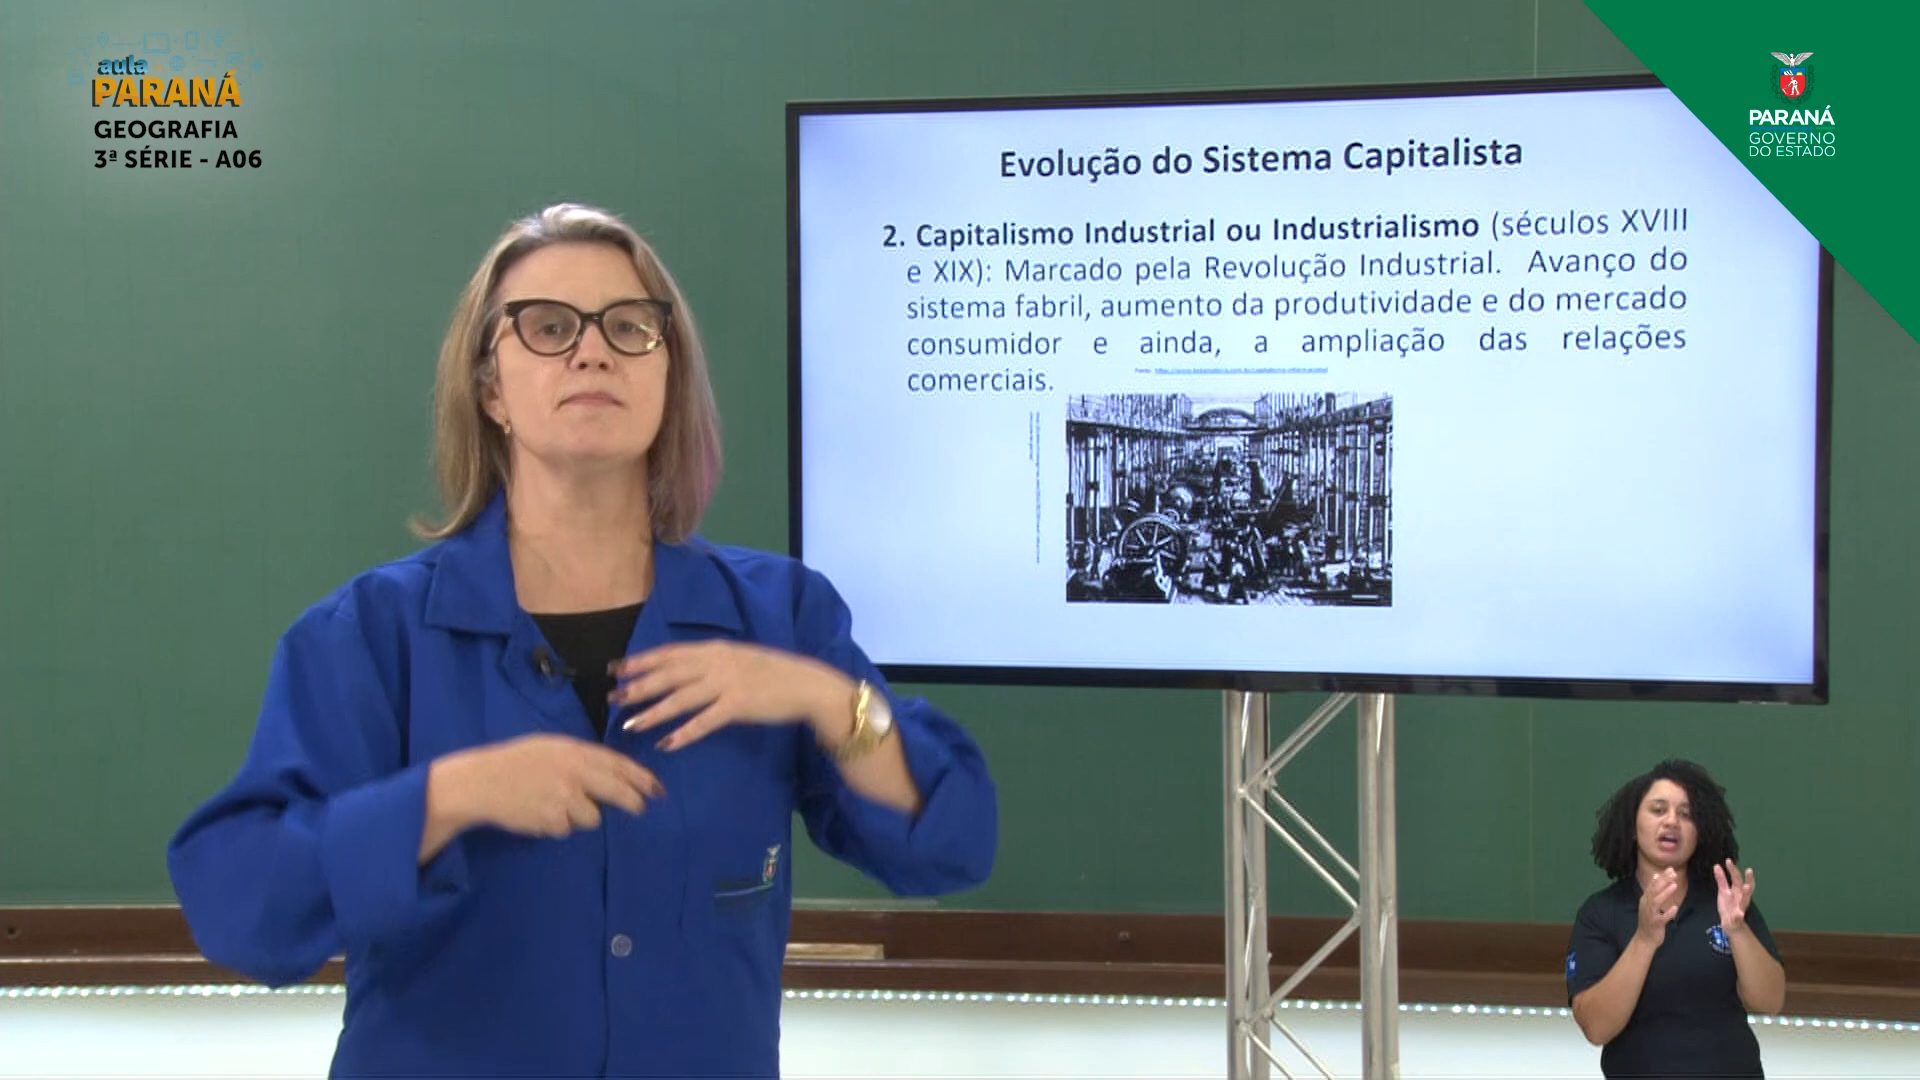 aula
PARANÁ
GEOGRAFIA
3ª SÉRIE - A06
PARANÁ
GOVERNO
DO ESTADO
Evolução do Sistema Capitalista
2. Capitalismo Industrial ou Industrialismo (séculos XVIII
e XIX): Marcado pela Revolução Industrial. Avanço do
sistema fabril, aumento da produtividade e do mercado
consumidor e ainda, a ampliação das relações
comerciais.